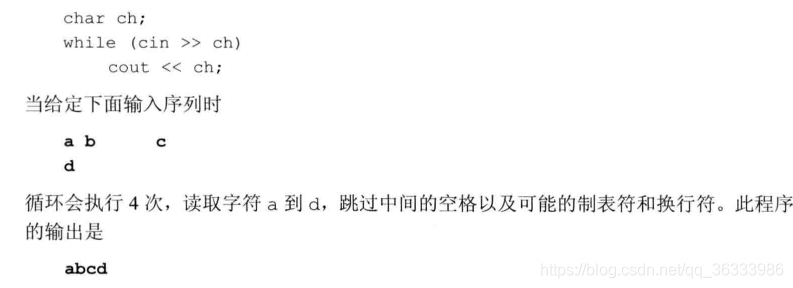 char ch;
while (cin >> ch)
    cout << ch;
当给定下面输入序列时
a b      c
d
循环会执行 4 次，读取字符 a 到 d，跳过中间的空格以及可能的制表符和换行符。此程序
的输出是
abcd
https://blog.csdn.net/qq_36333986